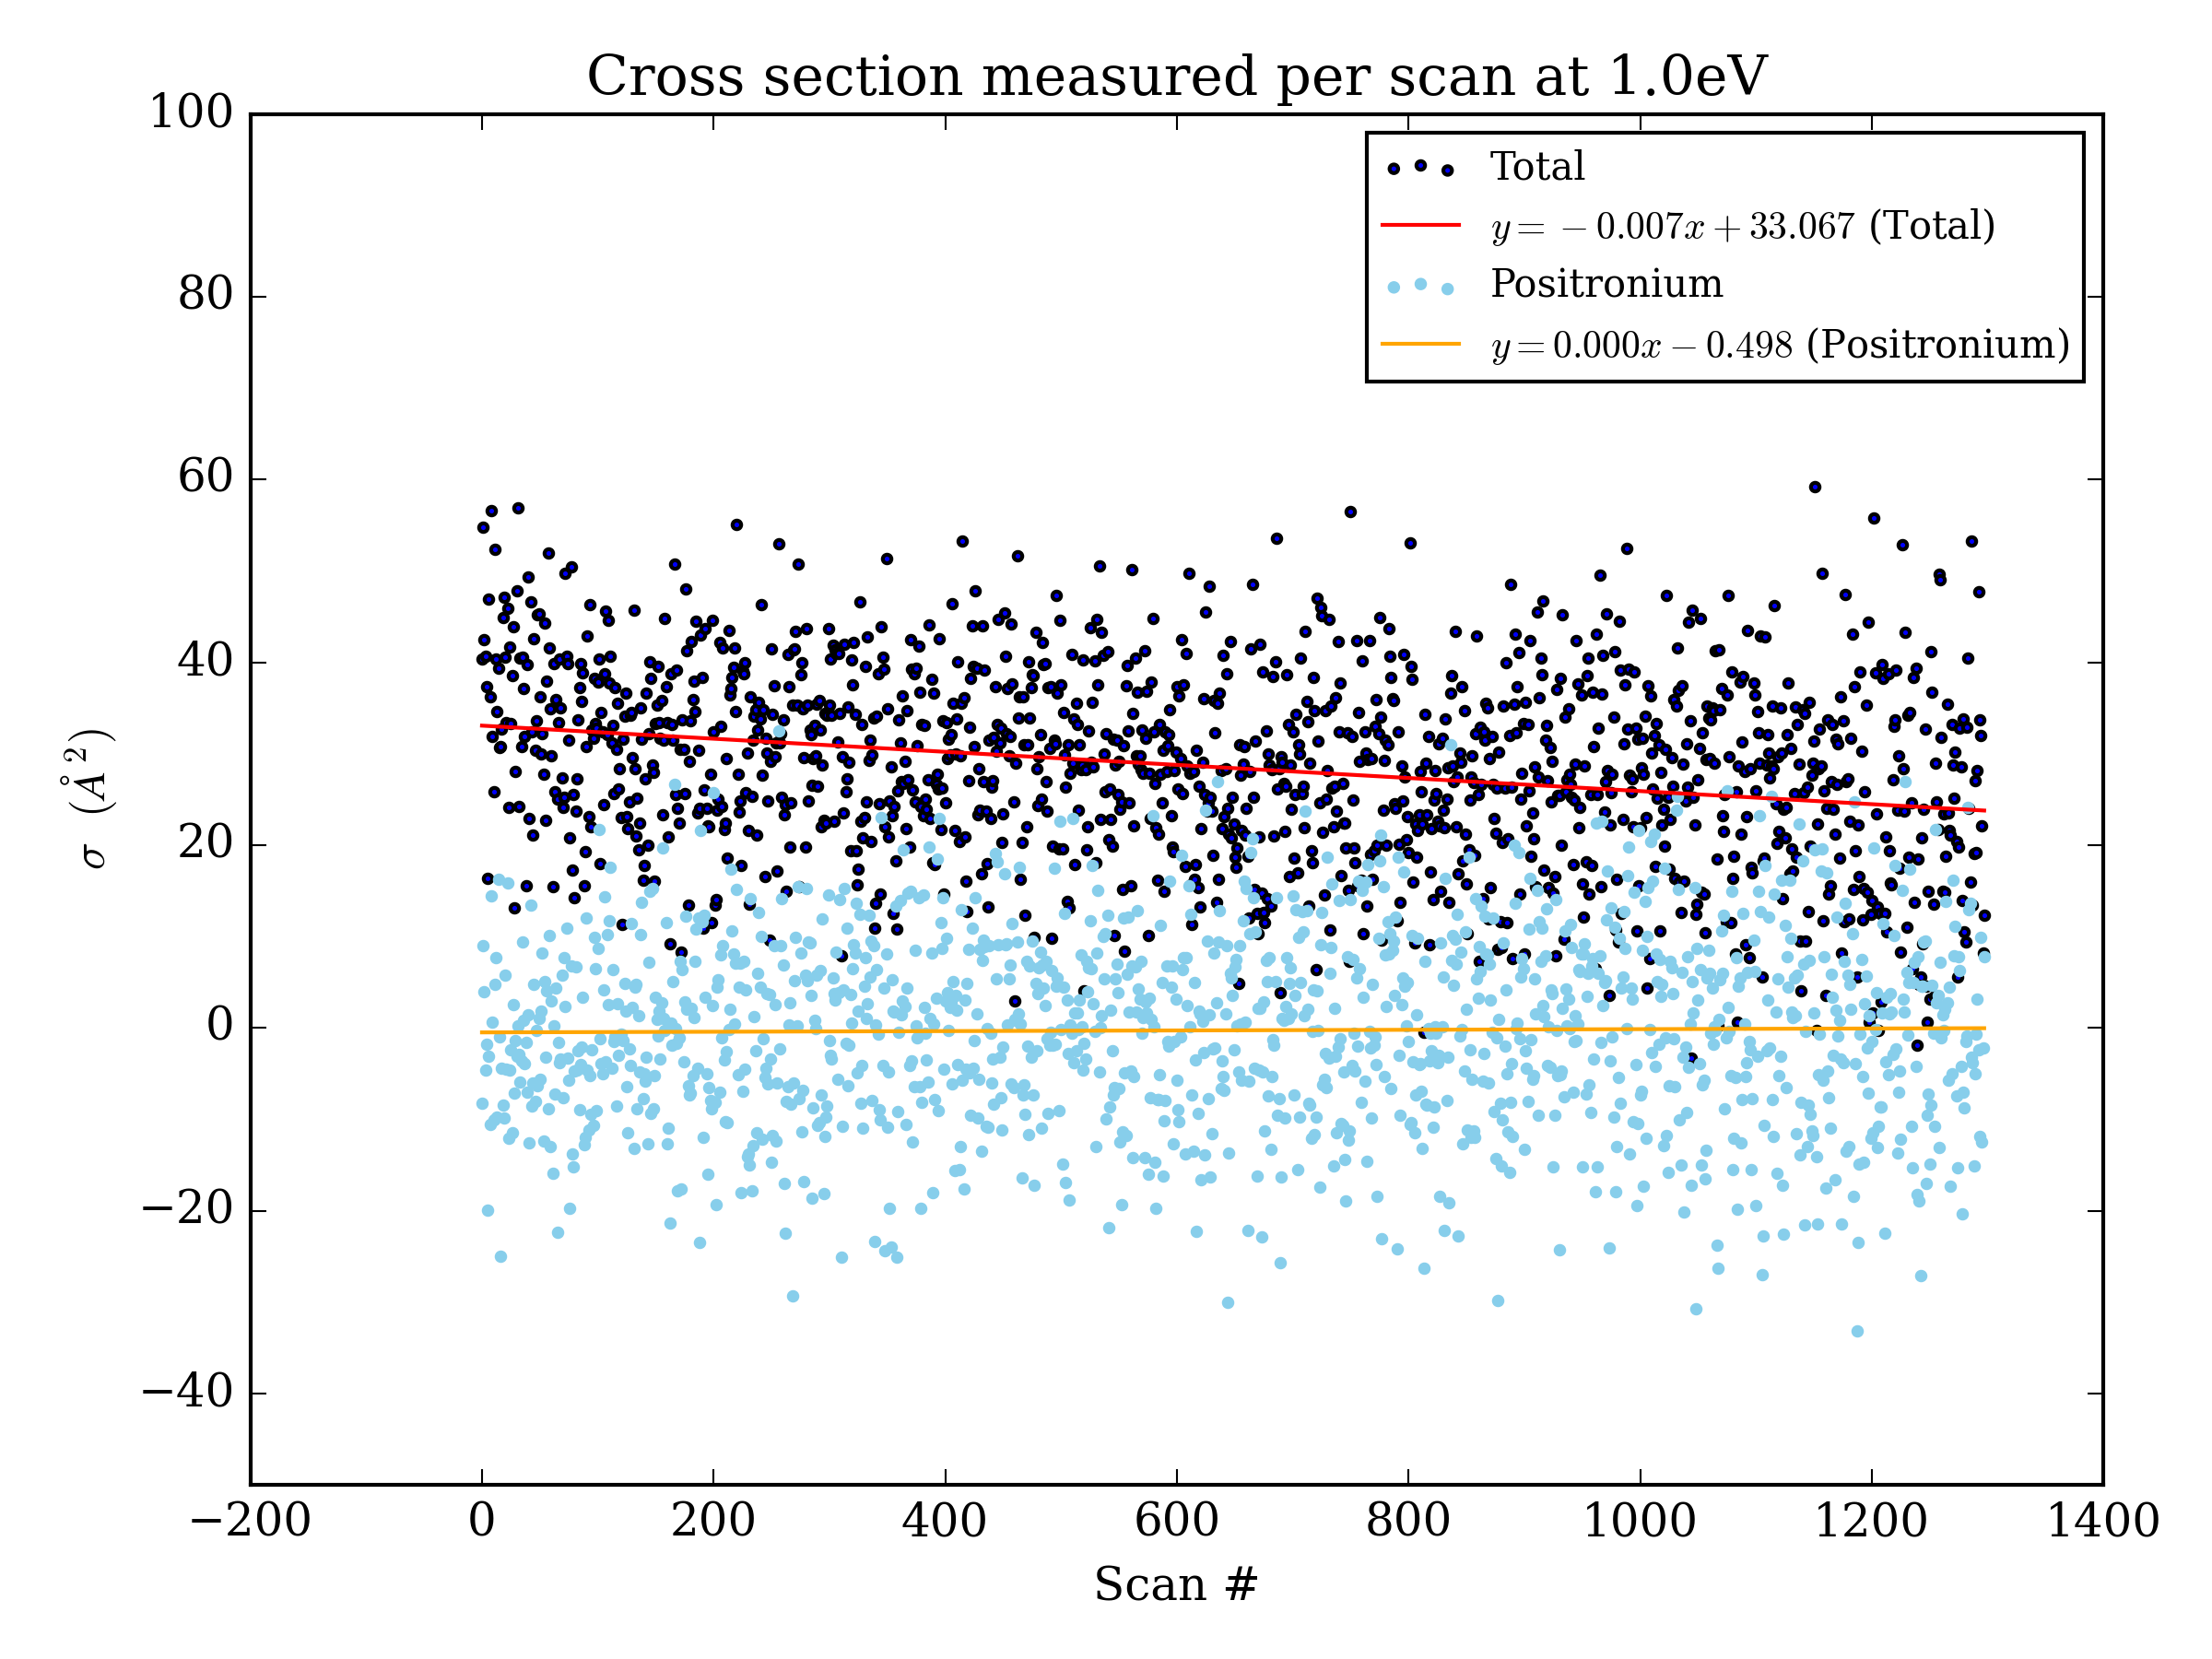 Cross section measured per scan at 1.0eV
100
80
60
40
20
0
−20
−40
σ (Å²)
Total
y = −0.007x + 33.067 (Total)
Positronium
y = 0.000x − 0.498 (Positronium)
−200 0 200 400 600 800 1000 1200 1400
Scan #